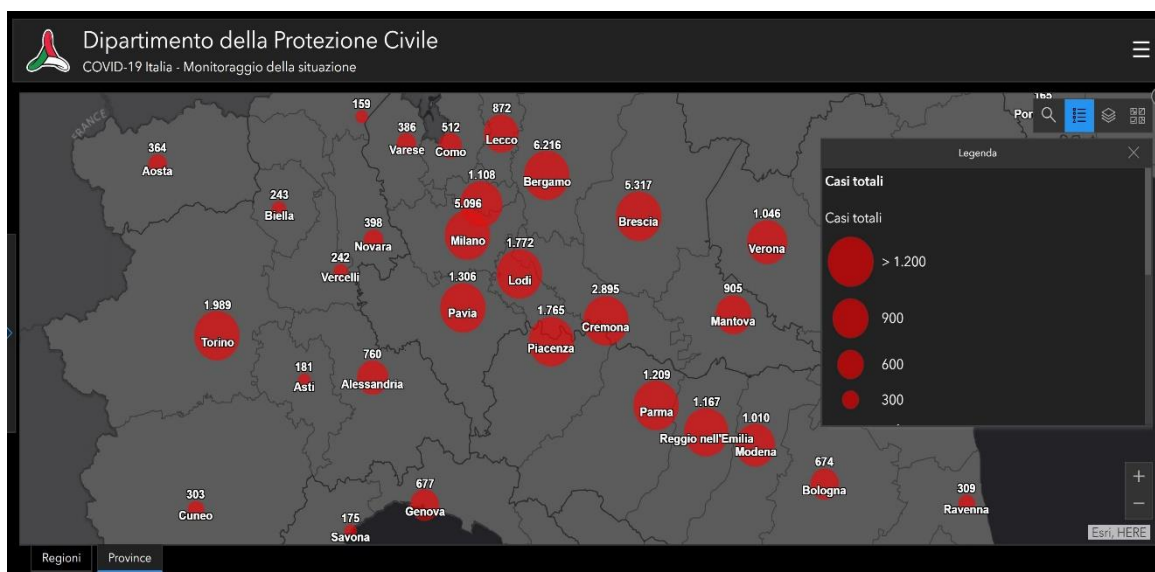 Dipartimento della Protezione Civile
COVID-19 Italia - Monitoraggio della situazione
FRANCE
159
872
Lecco
386
Varese
512
Como
6.216
Bergamo
364
Aosta
1.108
5.317
Brescia
243
Biella
5.096
Milano
1.046
Verona
398
Novara
1.772
Lodi
242
Vercelli
1.306
Pavia
2.895
Cremona
905
Mantova
1.989
Torino
1.765
Piacenza
760
Alessandria
181
Asti
1.209
Parma
1.167
Reggio nell'Emilia
1.010
Modena
677
Genova
674
Bologna
303
Cuneo
175
Savona
309
Ravenna
165
Por
Legenda
Casi totali
Casi totali
> 1.200
900
600
300
+
−
Esri, HERE
Regioni
Province